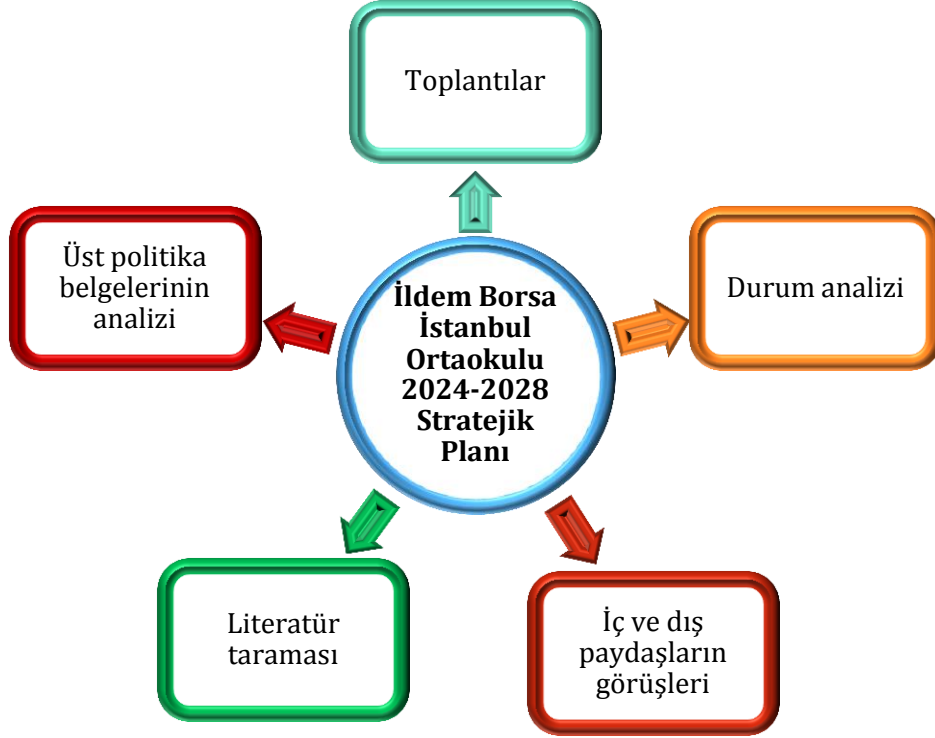 Toplantılar
Üst politika
belgelerinin
analizi
İldem Borsa
İstanbul
Ortaokulu
2024-2028
Stratejik
Planı
Durum analizi
Literatür
taraması
İç ve dış
paydaşların
görüşleri